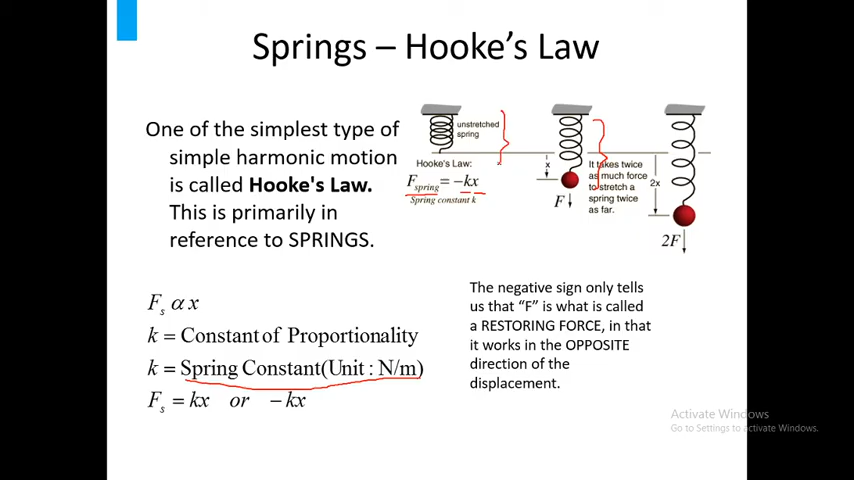 Springs – Hooke's Law
One of the simplest type of
simple harmonic motion
is called Hooke's Law.
This is primarily in
reference to SPRINGS.
unstretched
spring
Hooke's Law:
F spring = −kx
Spring constant k
x
F
It takes twice
as much force
to stretch a
spring twice
as far.
2x
2F
F s α x
k = Constant of Proportionality
k = Spring Constant(Unit : N/m)
F s = kx or −kx
The negative sign only tells
us that “F” is what is called
a RESTORING FORCE, in that
it works in the OPPOSITE
direction of the
displacement.
Activate Windows
Go to Settings to activate Windows.